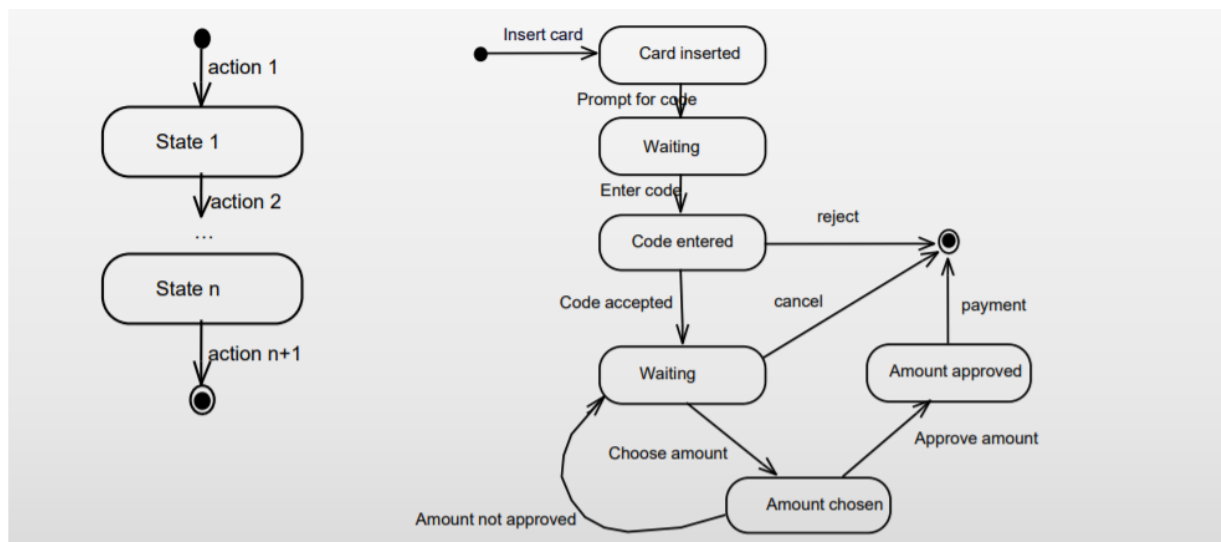 action 1
State 1
action 2
...
State n
action n+1
Insert card
Card inserted
Prompt for code
Waiting
Enter code
Code entered
reject
Code accepted
cancel
payment
Waiting
Amount approved
Choose amount
Approve amount
Amount chosen
Amount not approved